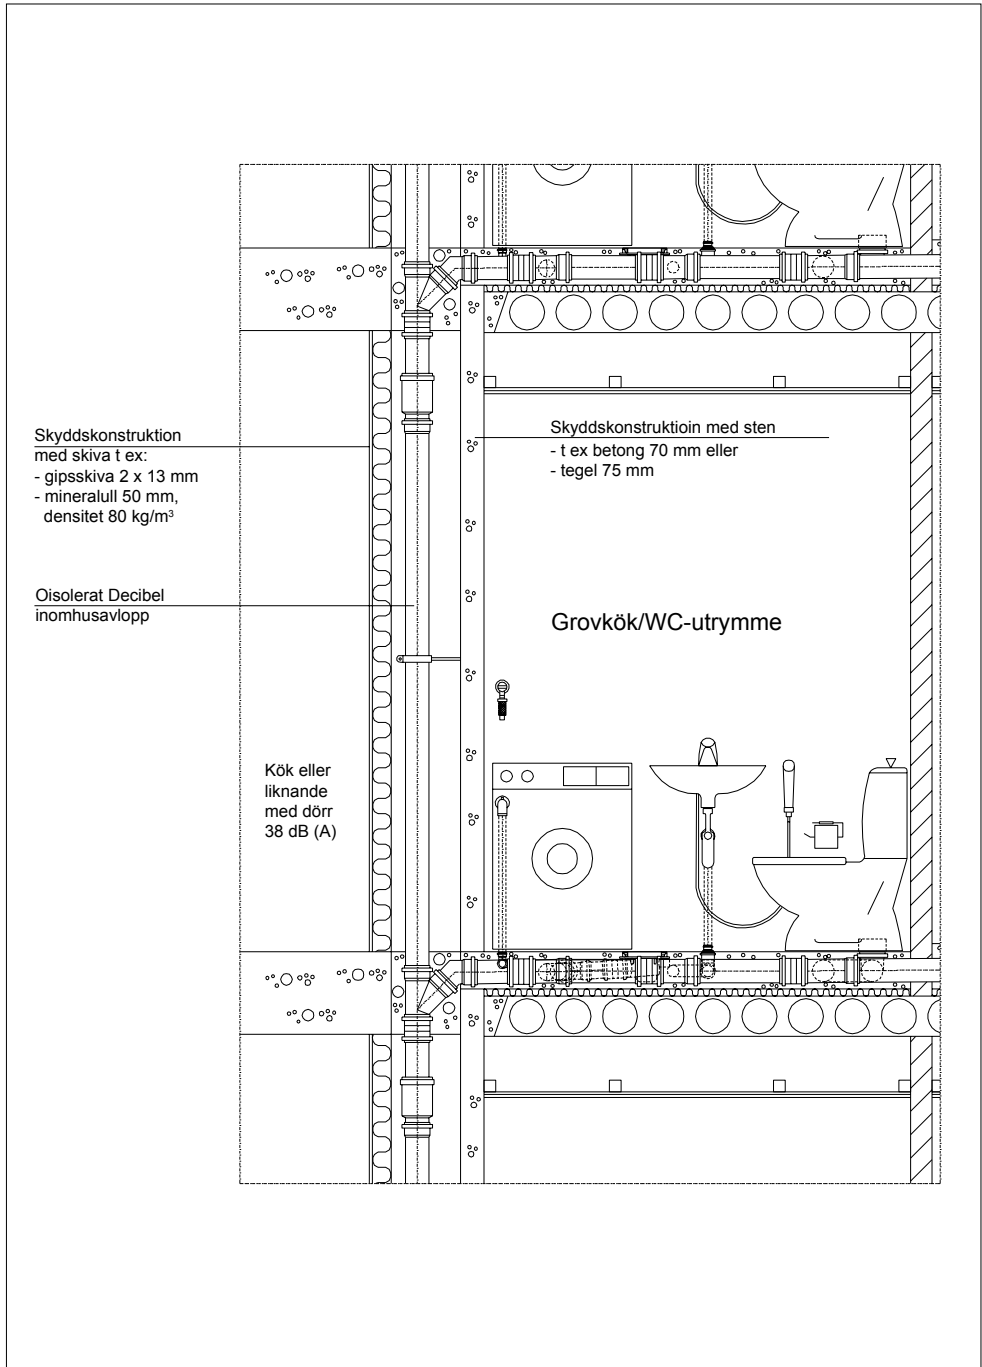 Skyddskonstruktion
med skiva t ex:
- gipsskiva 2 x 13 mm
- mineralull 50 mm,
densitet 80 kg/m³
Skyddskonstruktioin med sten
- t ex betong 70 mm eller
- tegel 75 mm
Oisolerat Decibel
inomhusavlopp
Grovkök/WC-utrymme
Kök eller
liknande
med dörr
38 dB (A)